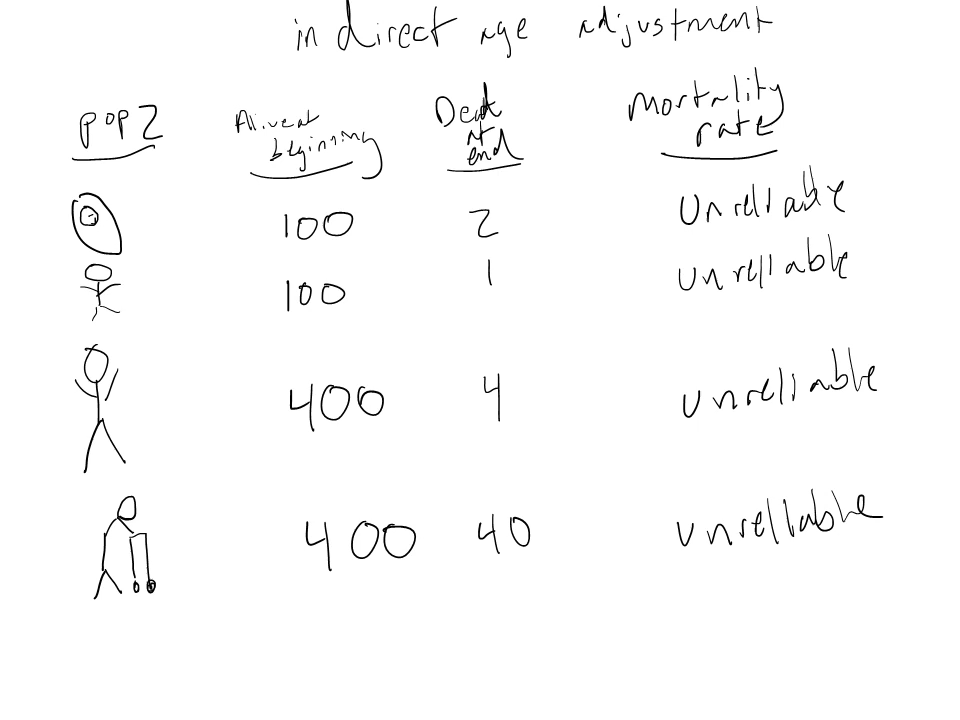 indirect age adjustment
POP 2
Alive at
beginning
Dead
at
end
Mortality
rate
100 2 Unreliable
100 1 unreliable
400 4 unreliable
400 40 unreliable